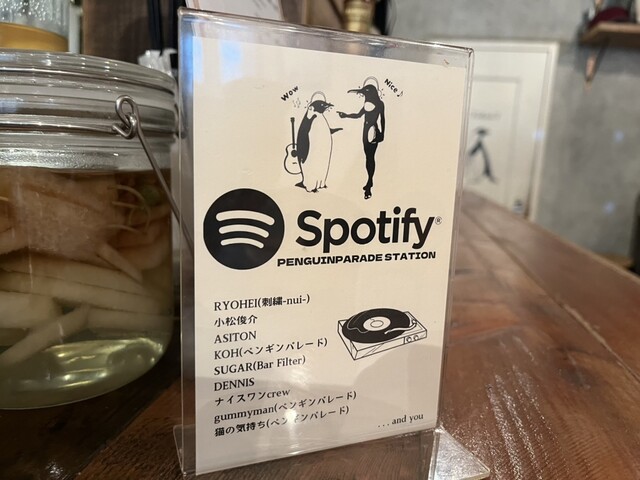 Wow
Nice♪
Spotify®
PENGUINPARADE STATION
RYOHEI(刺繍-nui-)
小松俊介
ASITON
KOH(ペンギンパレード)
SUGAR(Bar Filter)
DENNIS
ナイスワンcrew
gummyman(ペンギンパレード)
猫の気持ち(ペンギンパレード)
...and you